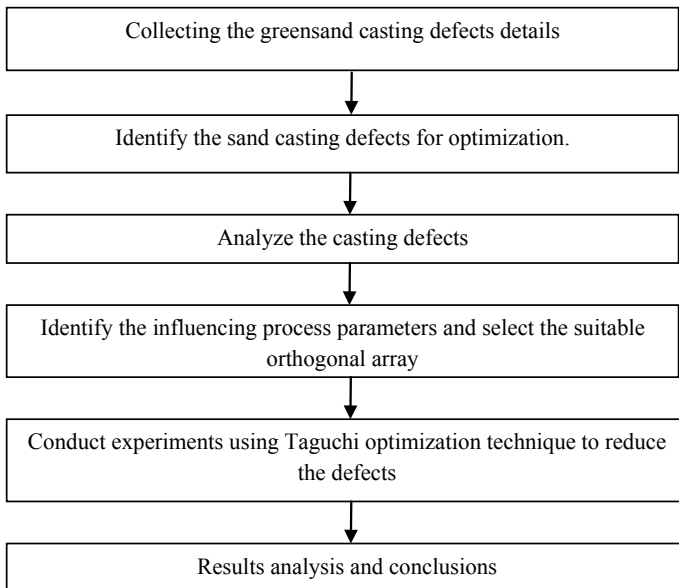 Collecting the greensand casting defects details
Identify the sand casting defects for optimization.
Analyze the casting defects
Identify the influencing process parameters and select the suitable
orthogonal array
Conduct experiments using Taguchi optimization technique to reduce
the defects
Results analysis and conclusions